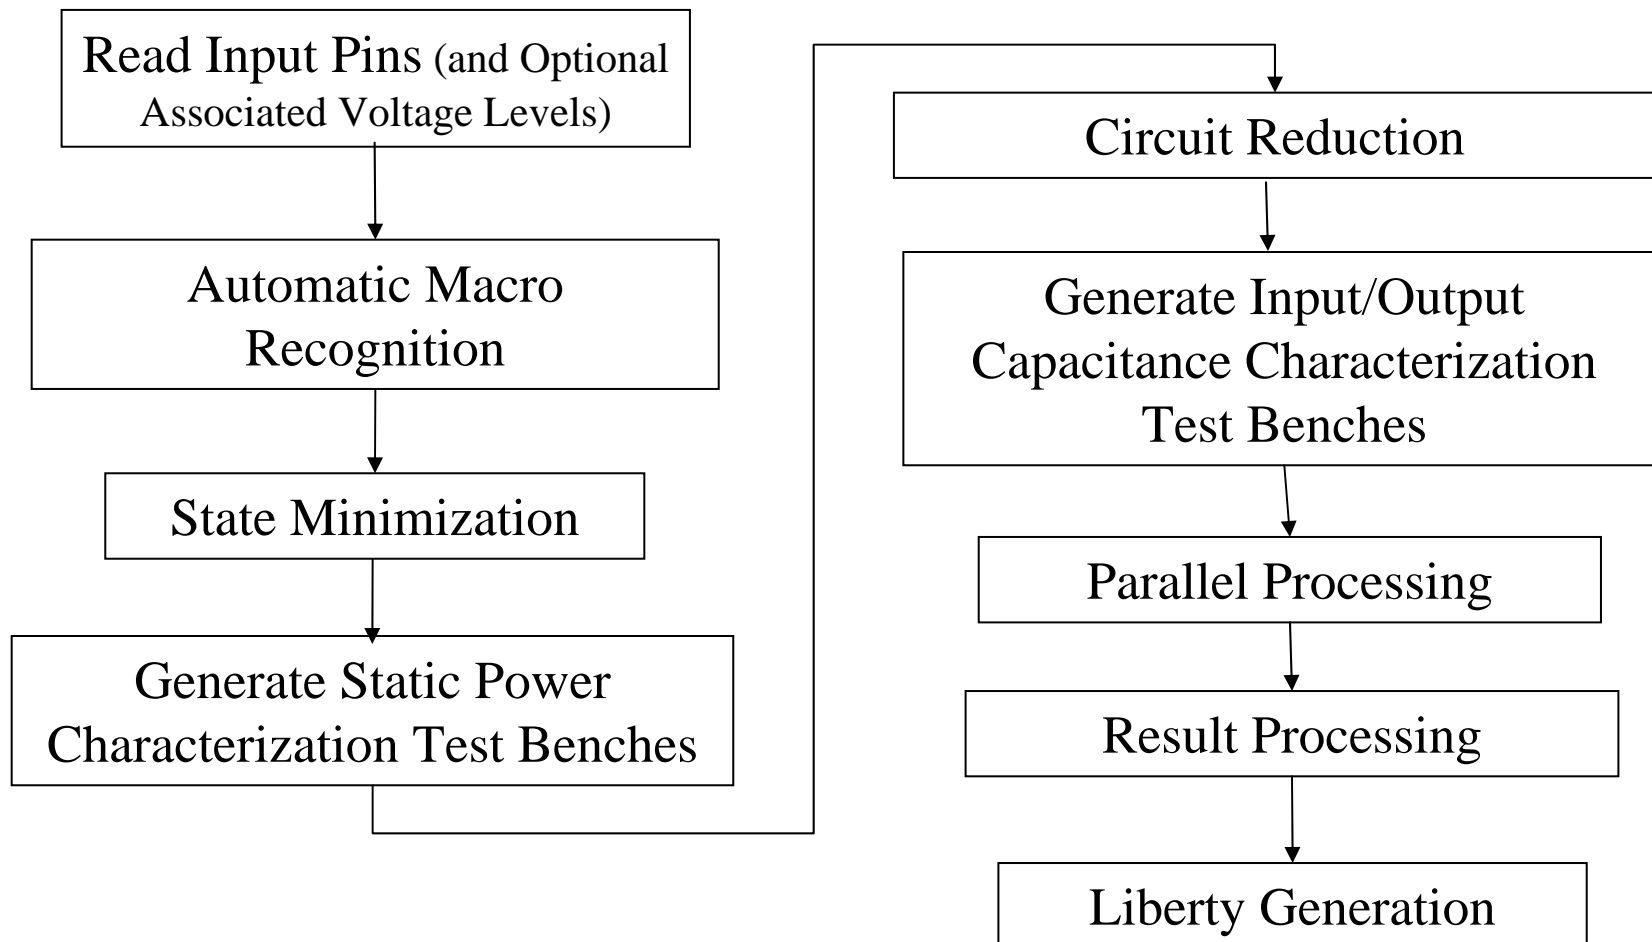 Read Input Pins (and Optional
Associated Voltage Levels)
Automatic Macro
Recognition
State Minimization
Generate Static Power
Characterization Test Benches
Circuit Reduction
Generate Input/Output
Capacitance Characterization
Test Benches
Parallel Processing
Result Processing
Liberty Generation